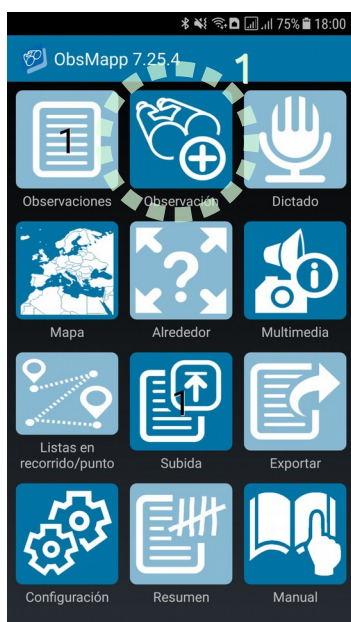 75% 18:00
ObsMapp 7.25.4
1
1
Observaciones Observación Dictado
Mapa Alrededor Multimedia
1
Listas en
recorrido/punto Subida Exportar
Configuración Resumen Manual